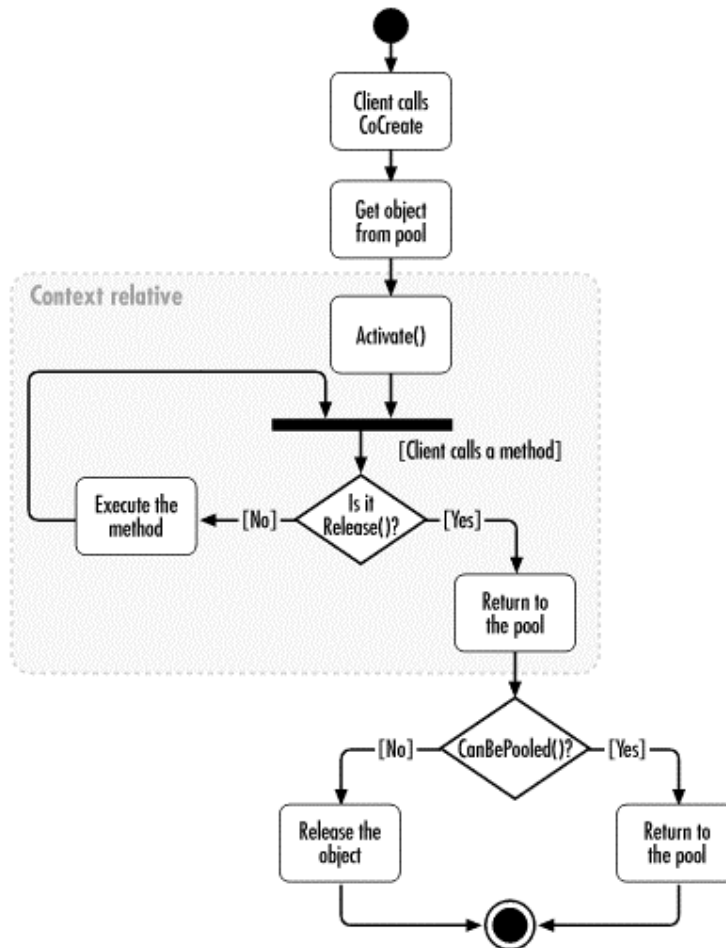 Client calls
CoCreate
Get object
from pool
Context relative
Activate()
[Client calls a method]
Execute the
method
[No]
Is it
Release()?
[Yes]
Return to
the pool
[No]
CanBePooled()?
[Yes]
Release the
object
Return to
the pool